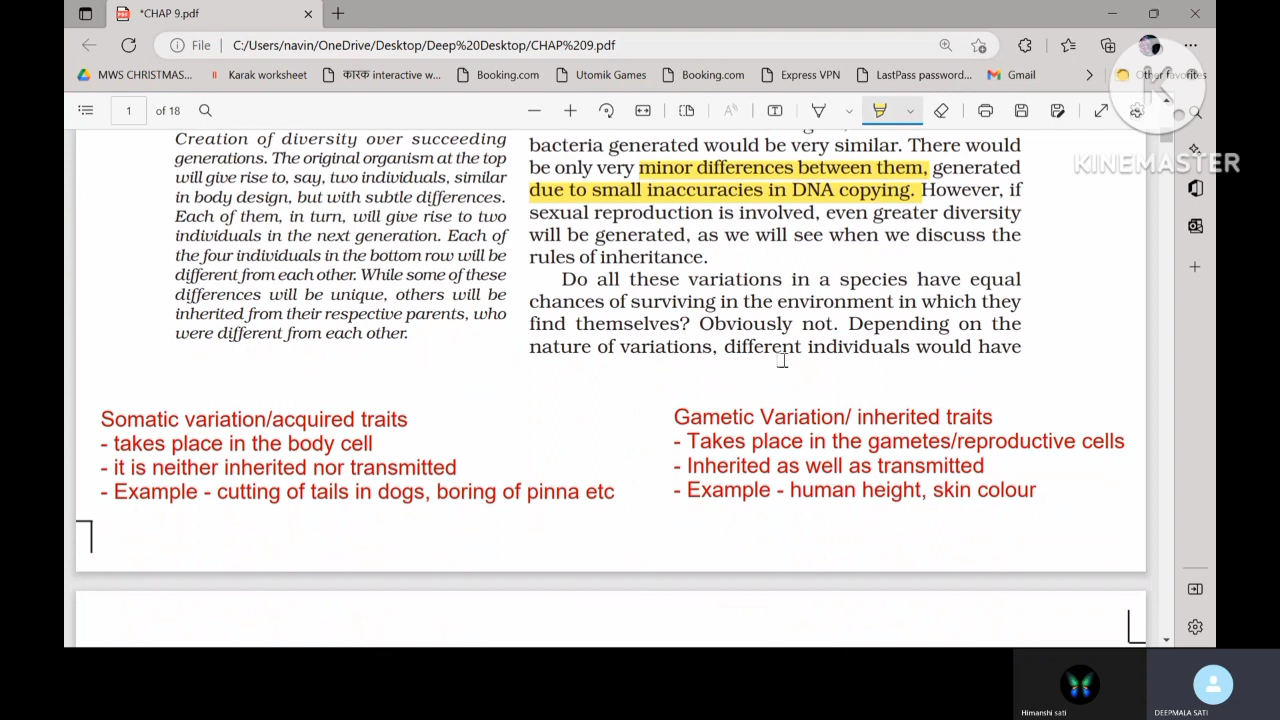 *CHAP 9.pdf
File C:/Users/navin/OneDrive/Desktop/Deep%20Desktop/CHAP%209.pdf
MWS CHRISTMAS... Karak worksheet कारक interactive w... Booking.com Utomik Games Booking.com Express VPN LastPass password... Gmail Other favorites
1 of 18
KINEMASTER
Creation of diversity over succeeding
generations. The original organism at the top
will give rise to, say, two individuals, similar
in body design, but with subtle differences.
Each of them, in turn, will give rise to two
individuals in the next generation. Each of
the four individuals in the bottom row will be
different from each other. While some of these
differences will be unique, others will be
inherited from their respective parents, who
were different from each other.
bacteria generated would be very similar. There would
be only very minor differences between them, generated
due to small inaccuracies in DNA copying. However, if
sexual reproduction is involved, even greater diversity
will be generated, as we will see when we discuss the
rules of inheritance.
Do all these variations in a species have equal
chances of surviving in the environment in which they
find themselves? Obviously not. Depending on the
nature of variations, different individuals would have
Somatic variation/acquired traits
- takes place in the body cell
- it is neither inherited nor transmitted
- Example - cutting of tails in dogs, boring of pinna etc
Gametic Variation/ inherited traits
- Takes place in the gametes/reproductive cells
- Inherited as well as transmitted
- Example - human height, skin colour
Himanshi sati
DEEPMALA SATI